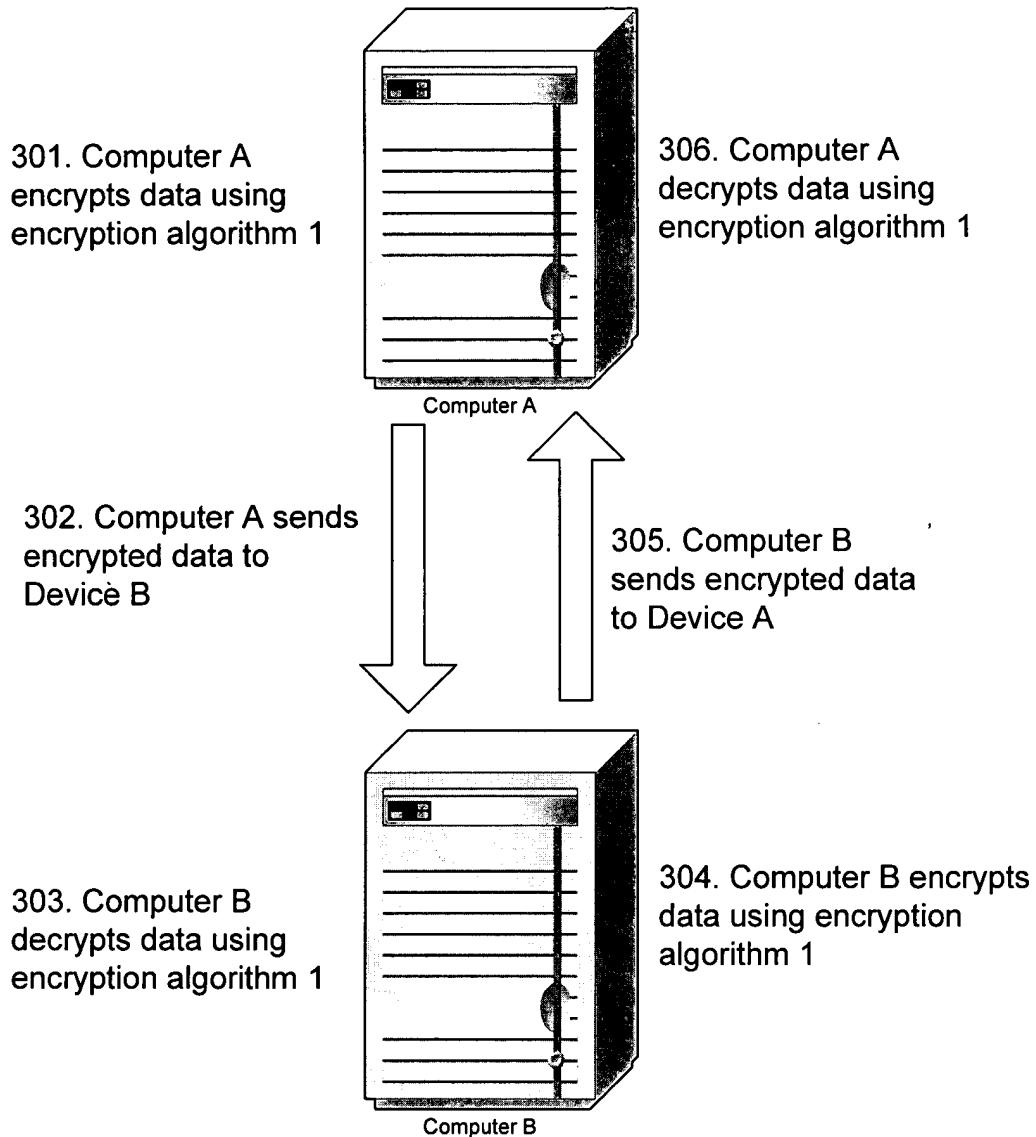 301. Computer A
encrypts data using
encryption algorithm 1
306. Computer A
decrypts data using
encryption algorithm 1
Computer A
302. Computer A sends
encrypted data to
Device B
305. Computer B
sends encrypted data
to Device A
303. Computer B
decrypts data using
encryption algorithm 1
304. Computer B encrypts
data using encryption
algorithm 1
Computer B